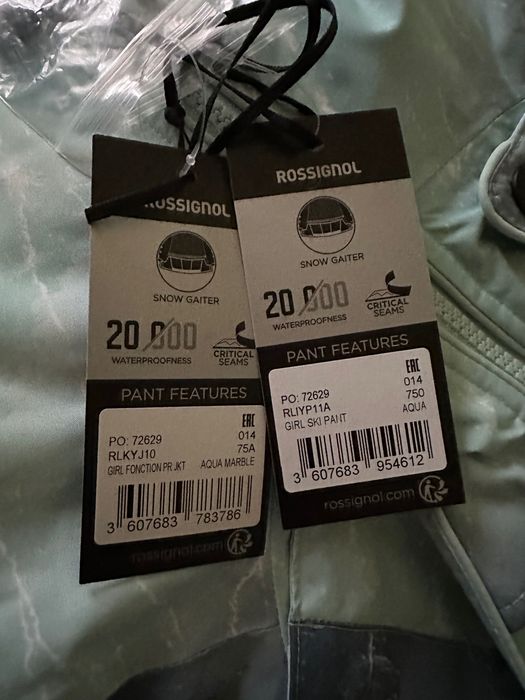 ROSSIGNOL
SNOW GAITER
20 000
WATERPROOFNESS
CRITICAL
SEAMS
PANT FEATURES
EAC
PO: 72629 014
RLKYJ10 75A
GIRL FONCTION PR JKT AQUA MARBLE
3 607683 783786
rossignol.com
ROSSIGNOL
SNOW GAITER
20 000
WATERPROOFNESS
CRITICAL
SEAMS
PANT FEATURES
EAC
PO: 72629 014
RLIYP11A 750
GIRL SKI PANT AQUA
3 607683 954612
rossignol.com